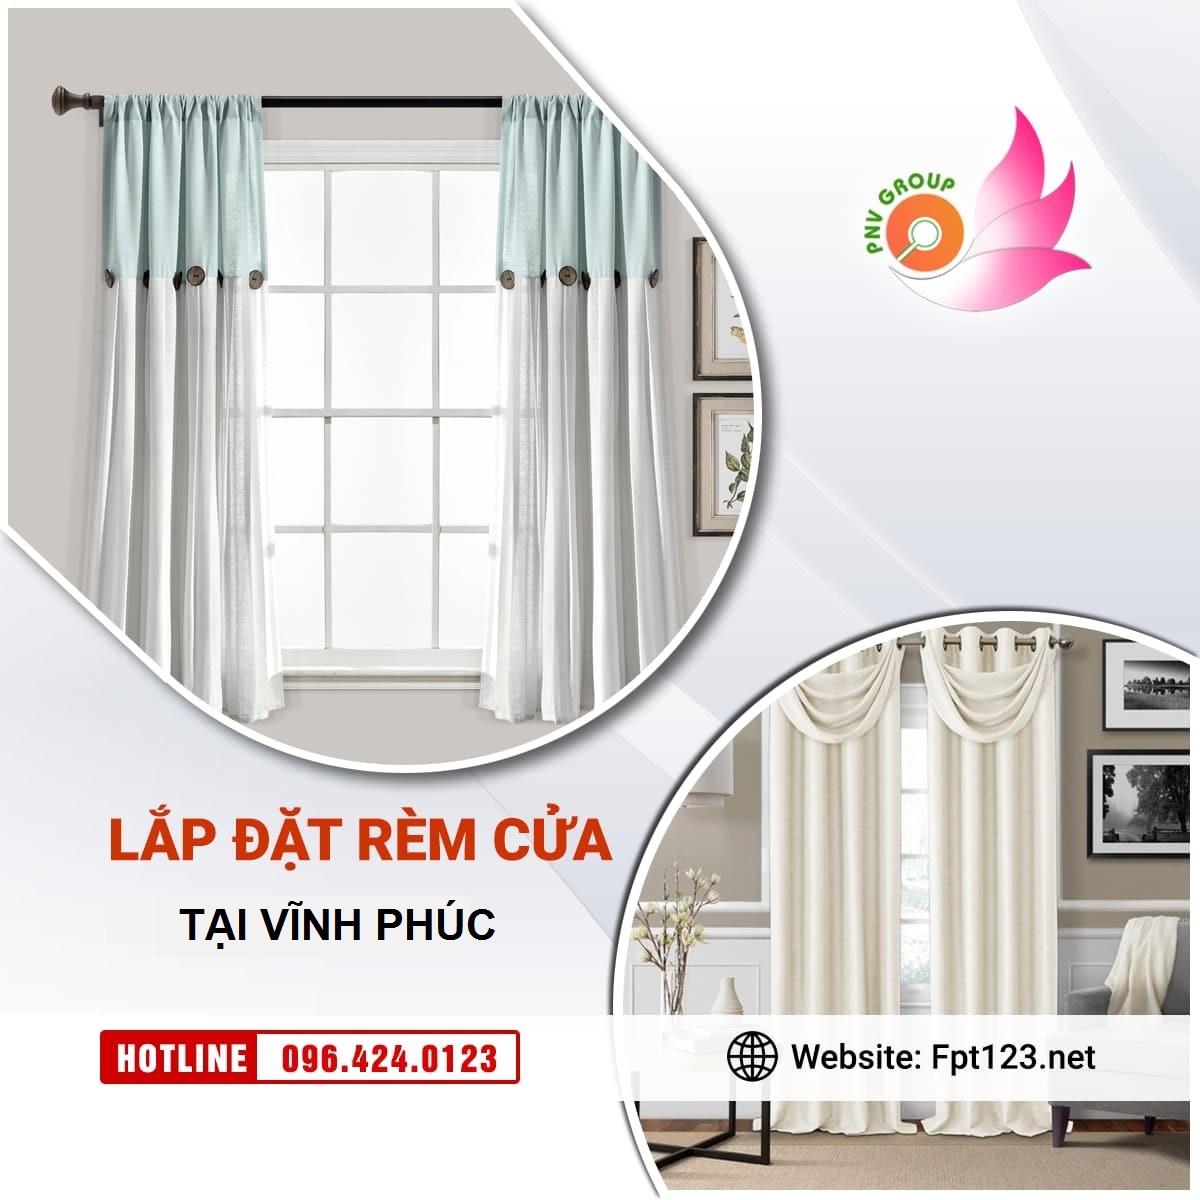 PNV GROUP
LẮP ĐẶT RÈM CỬA
TẠI VĨNH PHÚC
HOTLINE 096.424.0123
Website: Fpt123.net